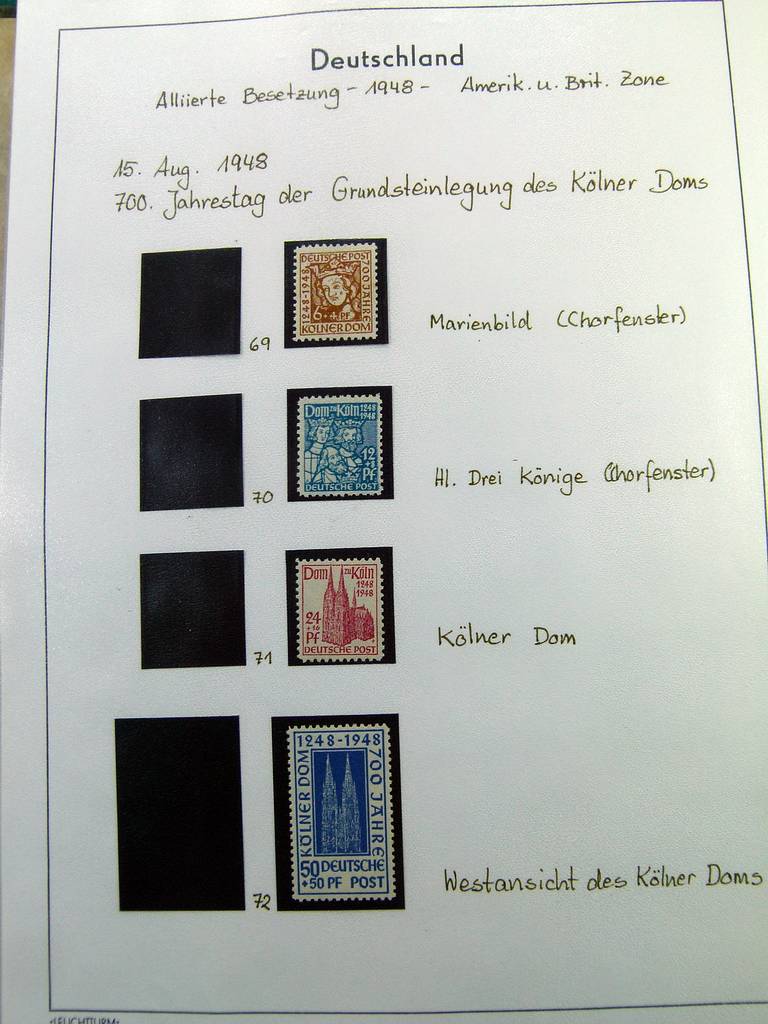 Deutschland
Alliierte Besetzung - 1948 - Amerik. u. Brit. Zone
15. Aug. 1948
700. Jahrestag der Grundsteinlegung des Kölner Doms
DEUTSCHE POST
1248-1948
700 JAHRE
6+4 PF
KÖLNER DOM
69
Marienbild (Chorfenster)
Dom zu Köln 1248
1948
12
Pf
DEUTSCHE POST
70
Hl. Drei Könige (Chorfenster)
Dom zu Köln
1248
1948
24
+16
Pf
DEUTSCHE POST
71
Kölner Dom
1248-1948
KÖLNER DOM
700 JAHRE
50 DEUTSCHE
+50 PF POST
72
Westansicht des Kölner Doms
LEUCHTTURM